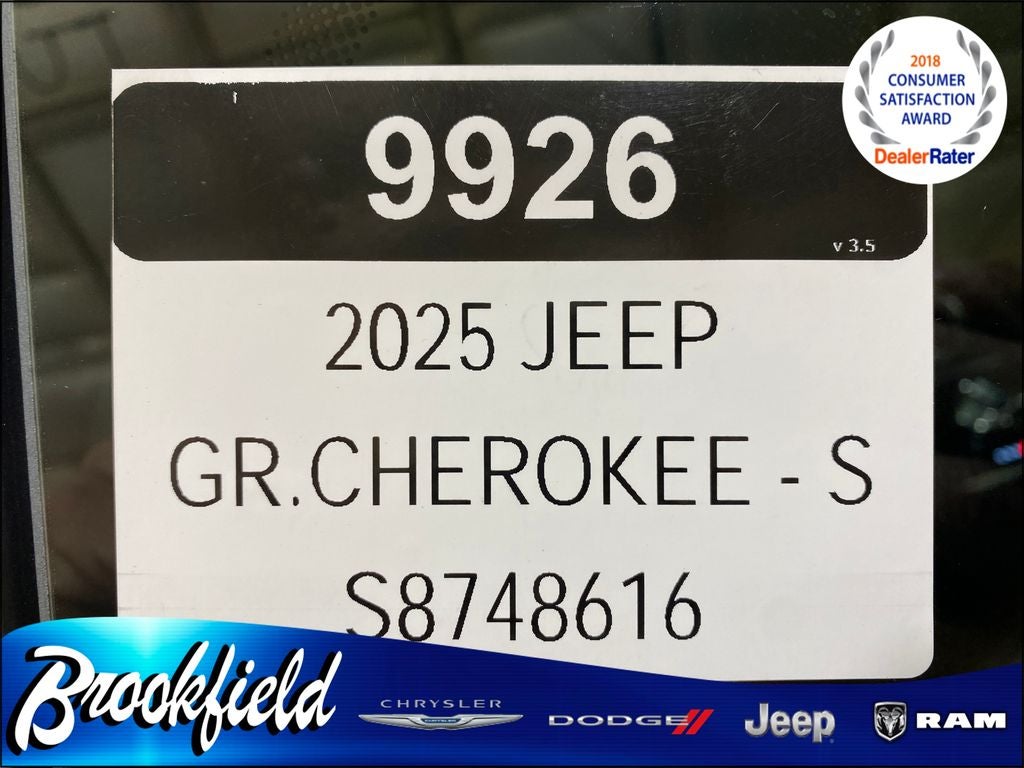 2018
CONSUMER
SATISFACTION
AWARD
DealerRater
9926
v 3.5
2025 JEEP
GR.CHEROKEE - S
S8748616
Brookfield
CHRYSLER
DODGE
Jeep
RAM